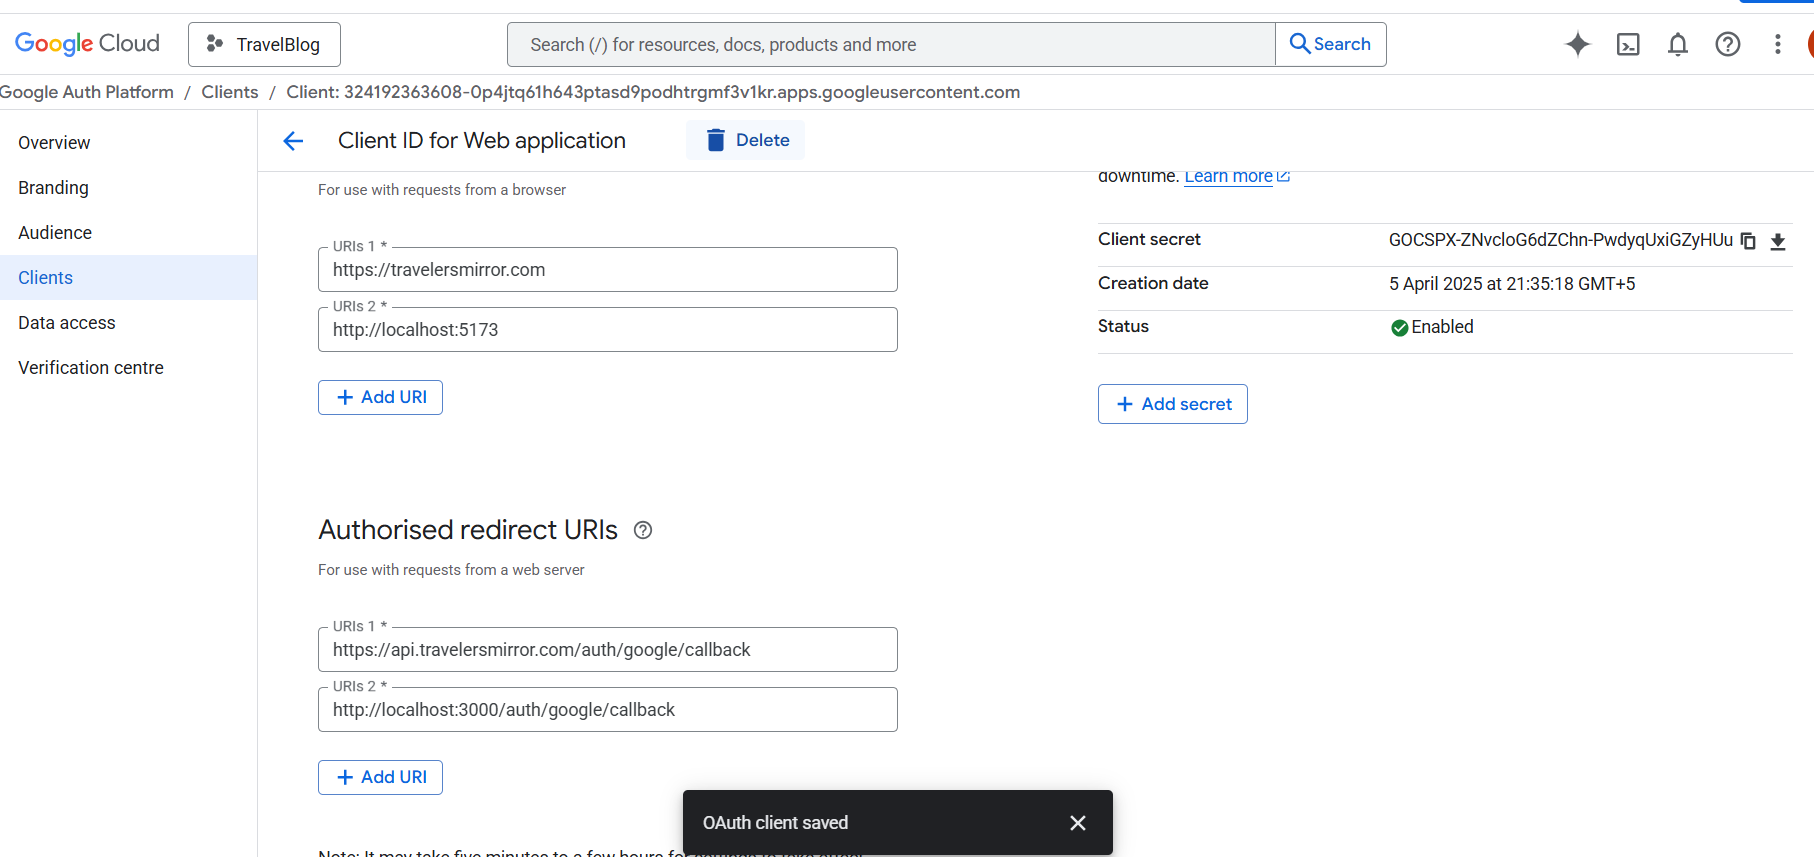 Google Cloud
TravelBlog
Search (/) for resources, docs, products and more
Search
Google Auth Platform / Clients / Client: 324192363608-0p4jtq61h643ptasd9podhtrgmf3v1kr.apps.googleusercontent.com
Overview
Branding
Audience
Clients
Data access
Verification centre
Client ID for Web application
Delete
For use with requests from a browser
URIs 1 *
https://travelersmirror.com
URIs 2 *
http://localhost:5173
Add URI
downtime. Learn more
Client secret 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
Creation date 5 April 2025 at 21:35:18 GMT+5
Status Enabled
Add secret
Authorised redirect URIs
For use with requests from a web server
URIs 1 *
https://api.travelersmirror.com/auth/google/callback
URIs 2 *
http://localhost:3000/auth/google/callback
Add URI
OAuth client saved
Note: It may take five minutes to a few hours for settings to take effect